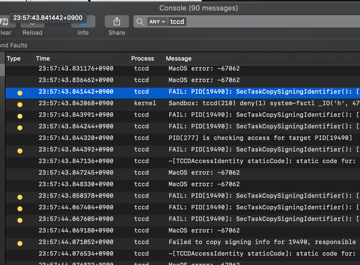 Console (90 messages)
23:57:43.841442+0900
Clear
Reload
Info
Share
ANY
tccd
and Faults
Type Time Process Message
23:57:43.831176+0900 tccd MacOS error: -67062
23:57:43.836462+0900 tccd MacOS error: -67062
23:57:43.841442+0900 tccd FAIL: PID[19490]: SecTaskCopySigningIdentifier(): [
23:57:43.842068+0900 kernel Sandbox: tccd(210) deny(1) system-fsctl _IO('h', 47
23:57:43.843991+0900 tccd FAIL: PID[19490]: SecTaskCopySigningIdentifier(): [
23:57:43.844244+0900 tccd FAIL: PID[19490]: SecTaskCopySigningIdentifier(): [
23:57:43.844320+0900 tccd PID[277] is checking access for target PID[19490]
23:57:43.844392+0900 tccd FAIL: PID[19490]: SecTaskCopySigningIdentifier(): [
23:57:43.847136+0900 tccd -[TCCDAccessIdentity staticCode]: static code for:
23:57:43.847245+0900 tccd MacOS error: -67062
23:57:43.848330+0900 tccd MacOS error: -67062
23:57:43.850378+0900 tccd FAIL: PID[19490]: SecTaskCopySigningIdentifier(): [
23:57:44.067404+0900 tccd FAIL: PID[19490]: SecTaskCopySigningIdentifier(): [
23:57:44.067605+0900 tccd FAIL: PID[19490]: SecTaskCopySigningIdentifier(): [
23:57:44.069180+0900 tccd MacOS error: -67062
23:57:44.071052+0900 tccd Failed to copy signing info for 19490, responsible
23:57:44.076534+0900 tccd -[TCCDAccessIdentity staticCode]: static code for: